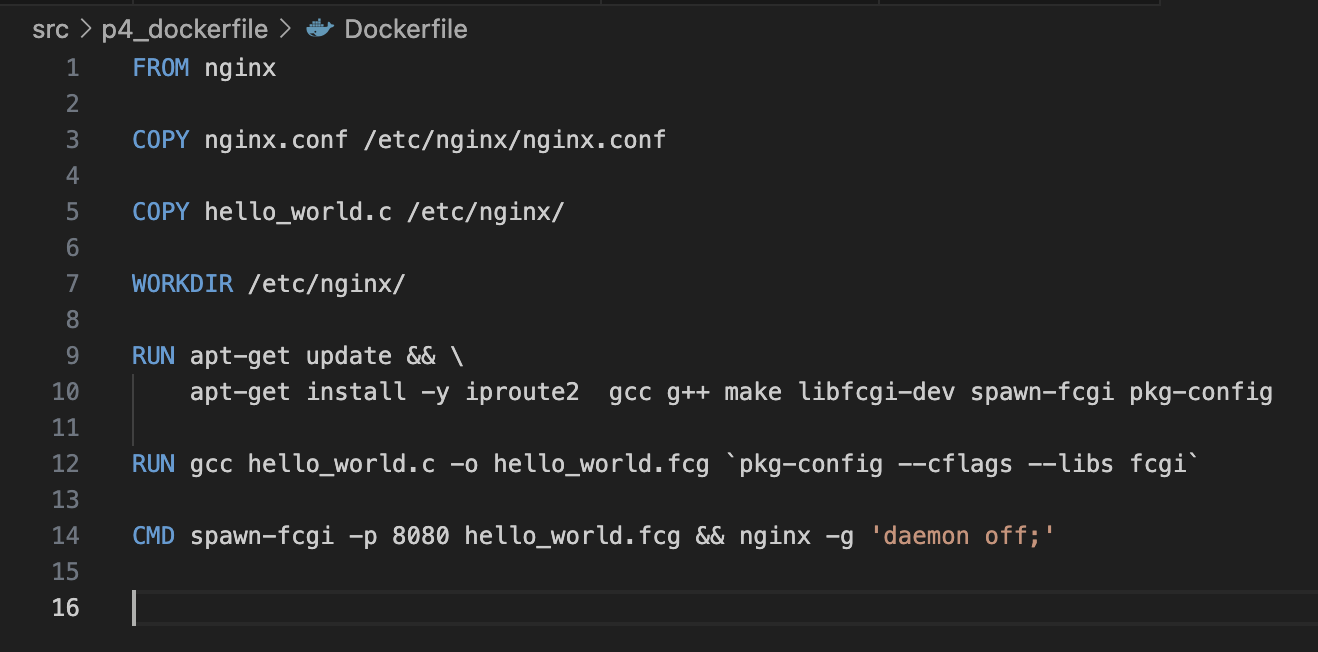 src > p4_dockerfile > Dockerfile
1 FROM nginx
2
3 COPY nginx.conf /etc/nginx/nginx.conf
4
5 COPY hello_world.c /etc/nginx/
6
7 WORKDIR /etc/nginx/
8
9 RUN apt-get update && \
10     apt-get install -y iproute2  gcc g++ make libfcgi-dev spawn-fcgi pkg-config
11
12 RUN gcc hello_world.c -o hello_world.fcg `pkg-config --cflags --libs fcgi`
13
14 CMD spawn-fcgi -p 8080 hello_world.fcg && nginx -g 'daemon off;'
15
16